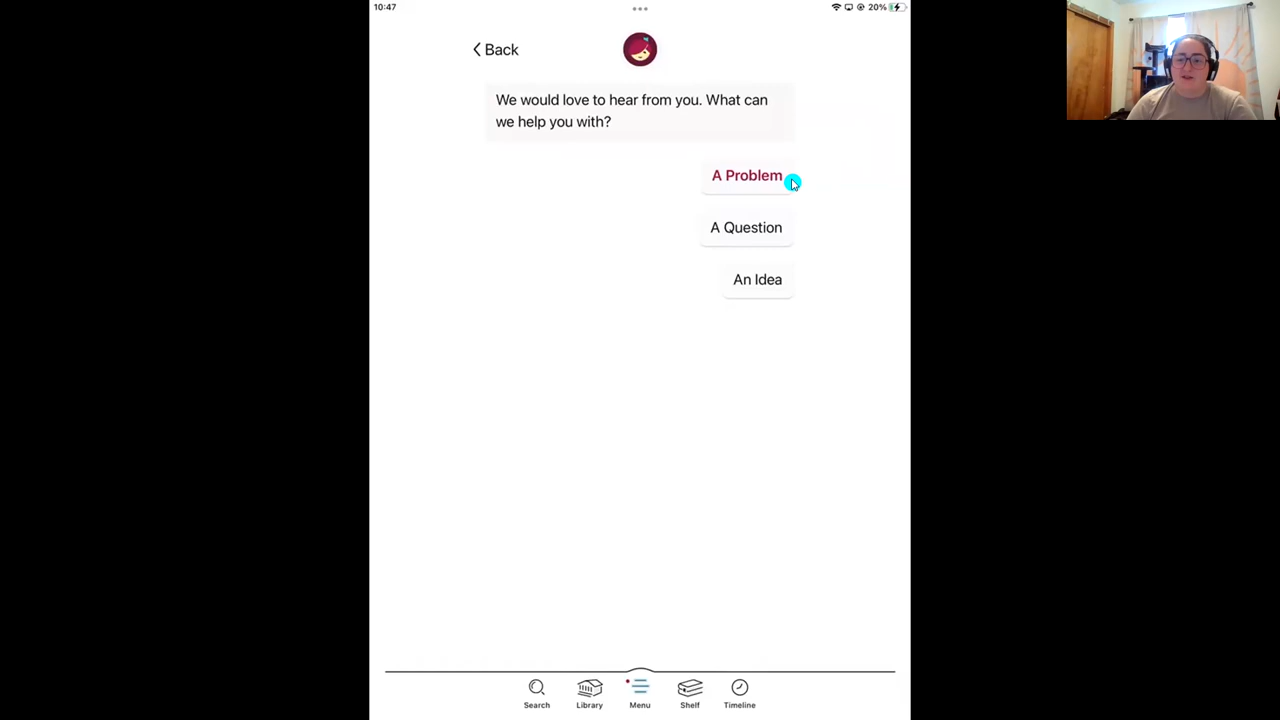 10:47
20%
Back
We would love to hear from you. What can
we help you with?
A Problem
A Question
An Idea
Search
Library
Menu
Shelf
Timeline